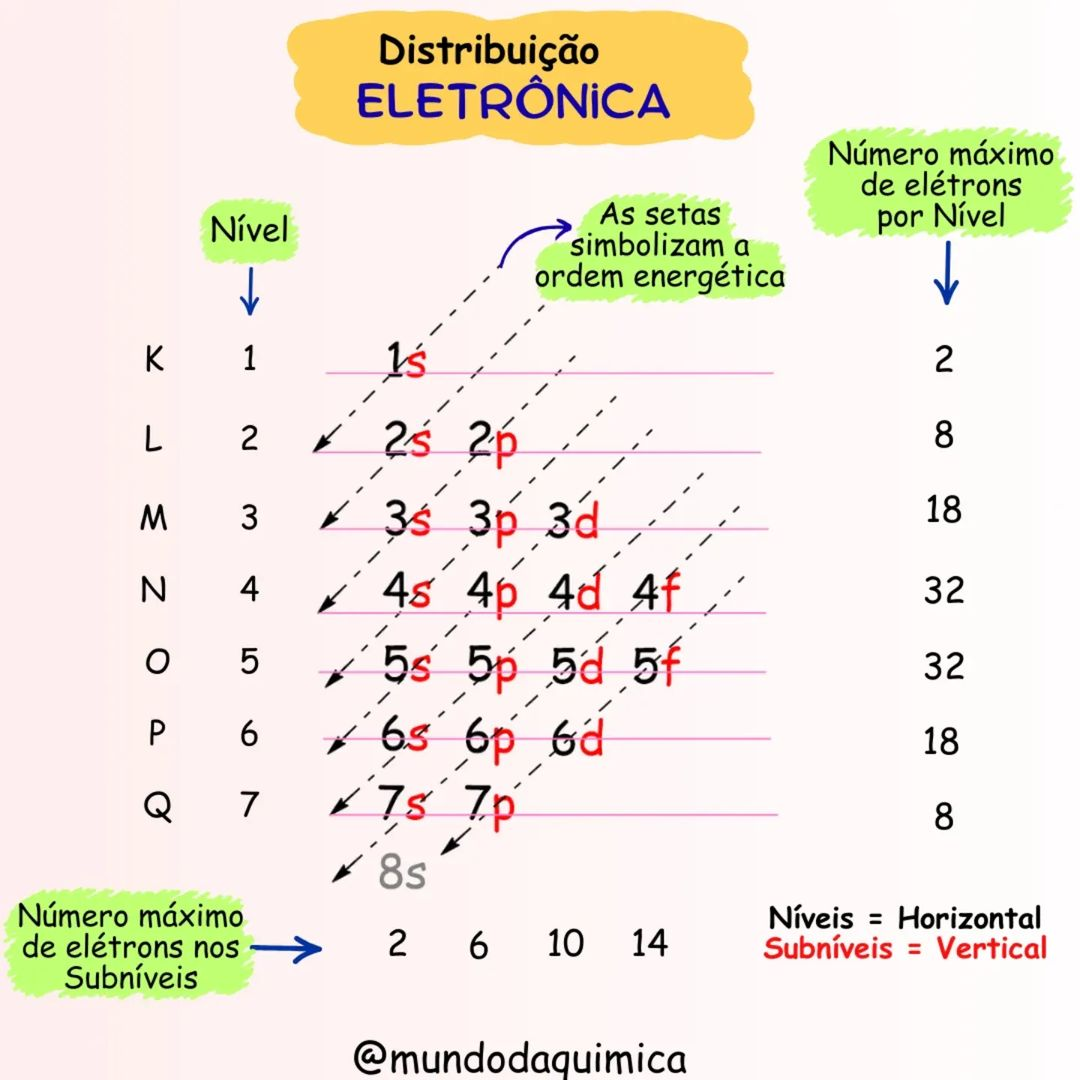 Distribuição
ELETRÔNICA
Número máximo
de elétrons
por Nível
Nível
As setas
simbolizam a
ordem energética
K 1 1s 2
L 2 2s 2p 8
M 3 3s 3p 3d 18
N 4 4s 4p 4d 4f 32
O 5 5s 5p 5d 5f 32
P 6 6s 6p 6d 18
Q 7 7s 7p 8
8s
Número máximo
de elétrons nos
Subníveis
2 6 10 14
Níveis = Horizontal
Subníveis = Vertical
@mundodaquimica